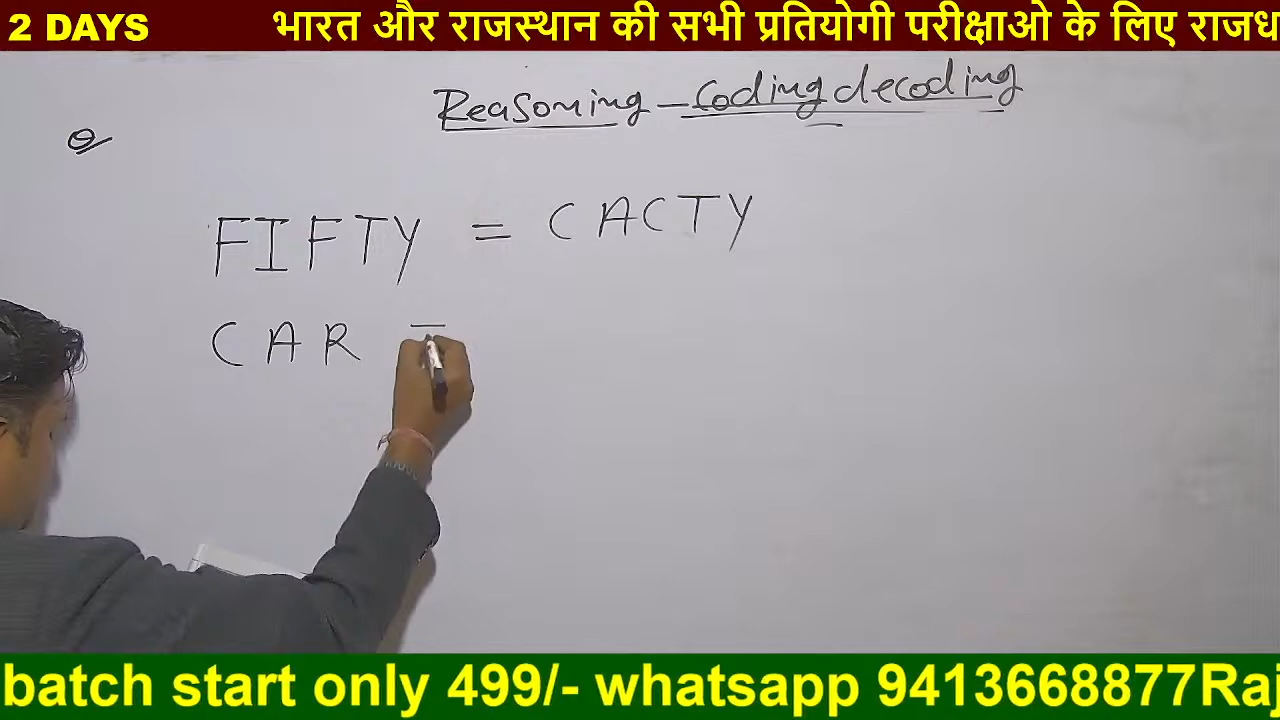 2 DAYS भारत और राजस्थान की सभी प्रतियोगी परीक्षाओ के लिए राजध
Reasoning - Coding decoding
Q
FIFTY = CACTY
CAR
batch start only 499/- whatsapp 9413668877Raj